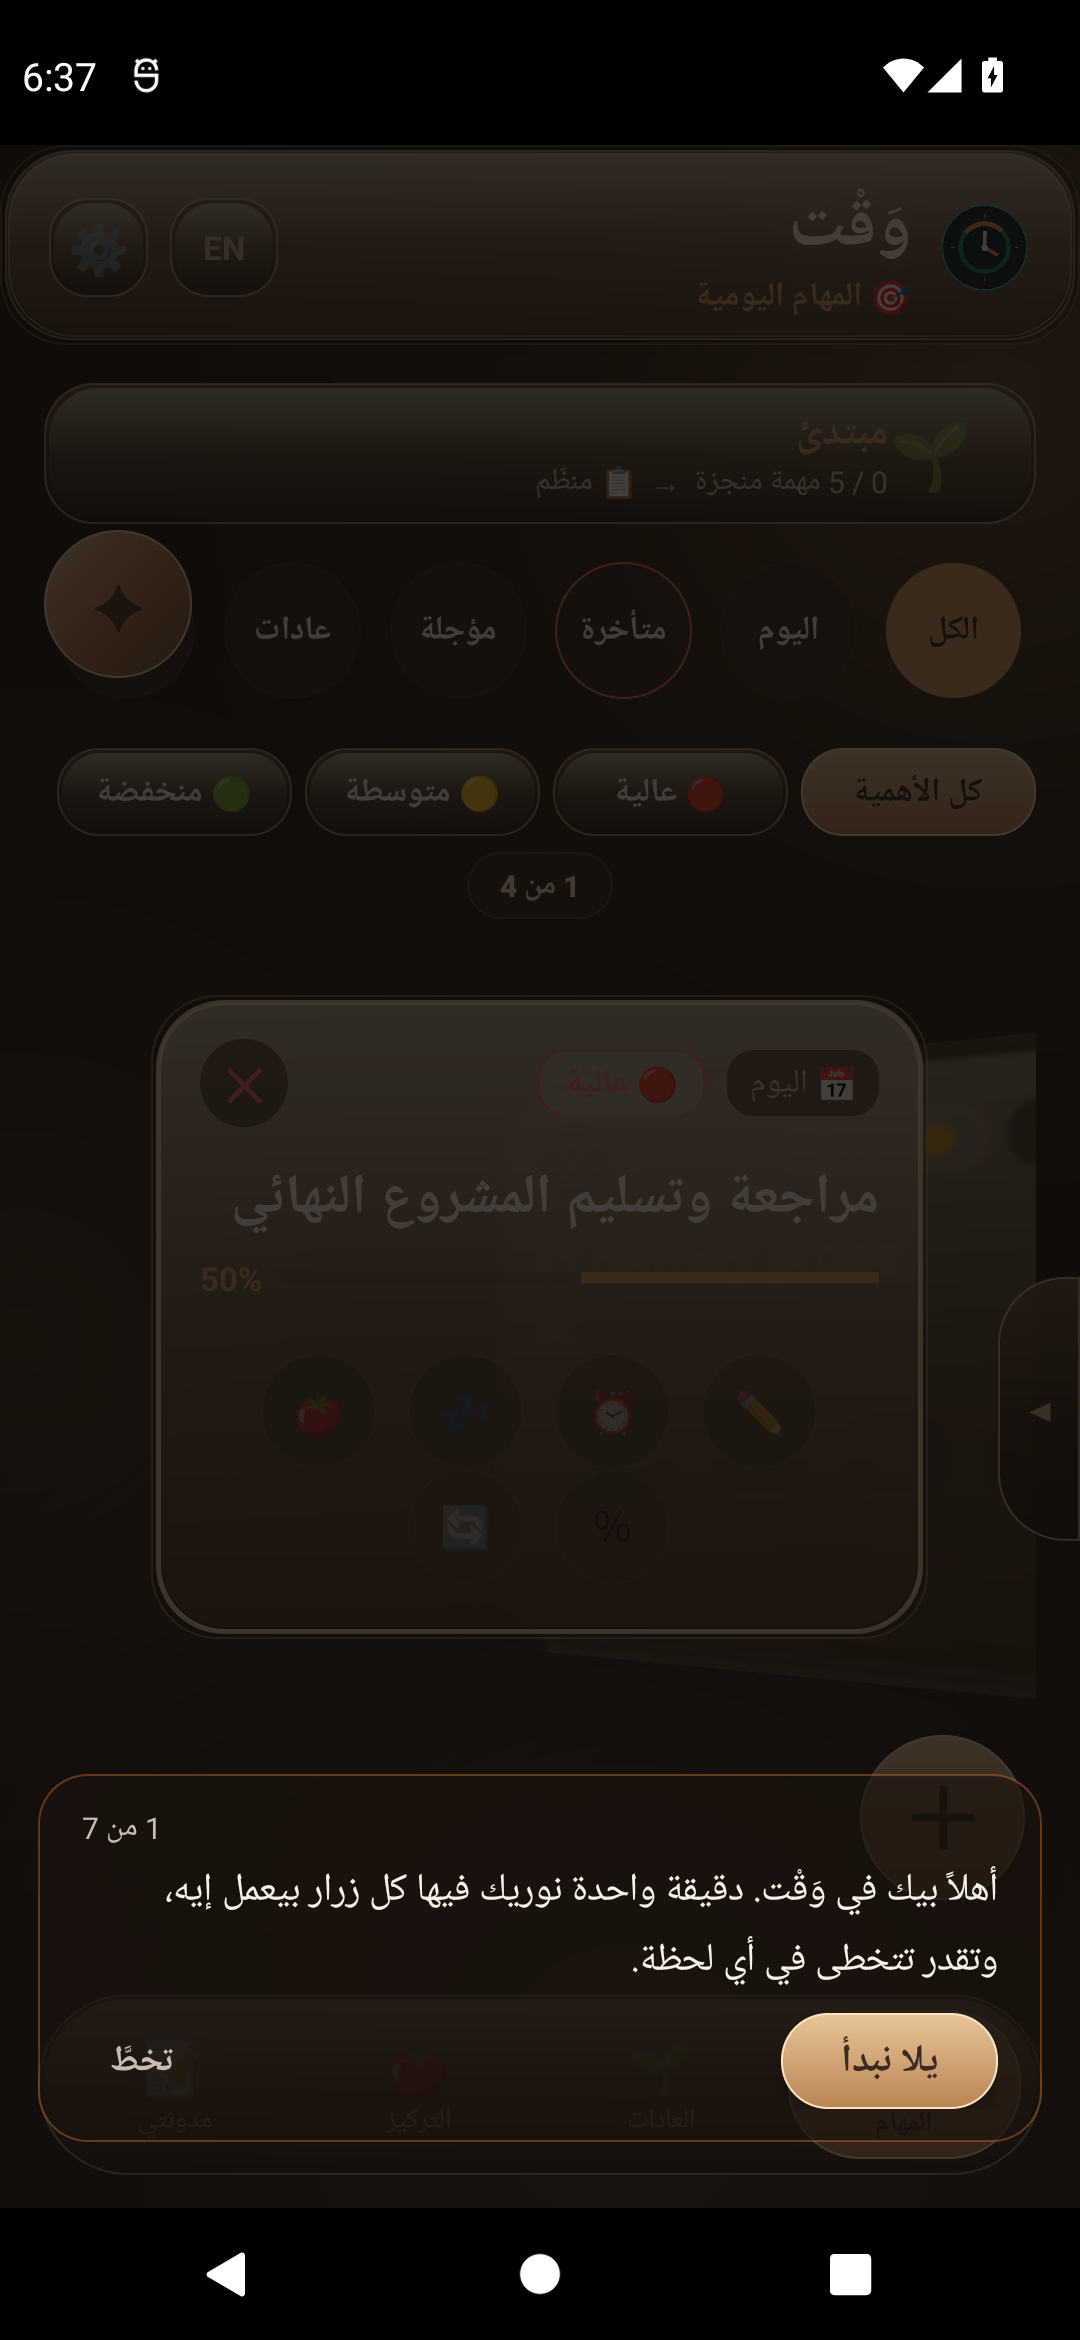 6:37
وَقْت
EN
🎯 المهام اليومية
مبتدئ
0 / 5 مهمة منجزة → 📋 منظَّم
الكل
اليوم
متأخرة
مؤجلة
عادات
كل الأهمية
🔴 عالية
🟡 متوسطة
🟢 منخفضة
1 من 4
📅 اليوم
🔴 عالية
مراجعة وتسليم المشروع النهائي
50%
%
1 من 7
أهلاً بيك في وَقْت. دقيقة واحدة نوريك فيها كل زرار بيعمل إيه،
وتقدر تتخطى في أي لحظة.
يلا نبدأ
تخطَّ
المهام
العادات
التركيز
مدونتي